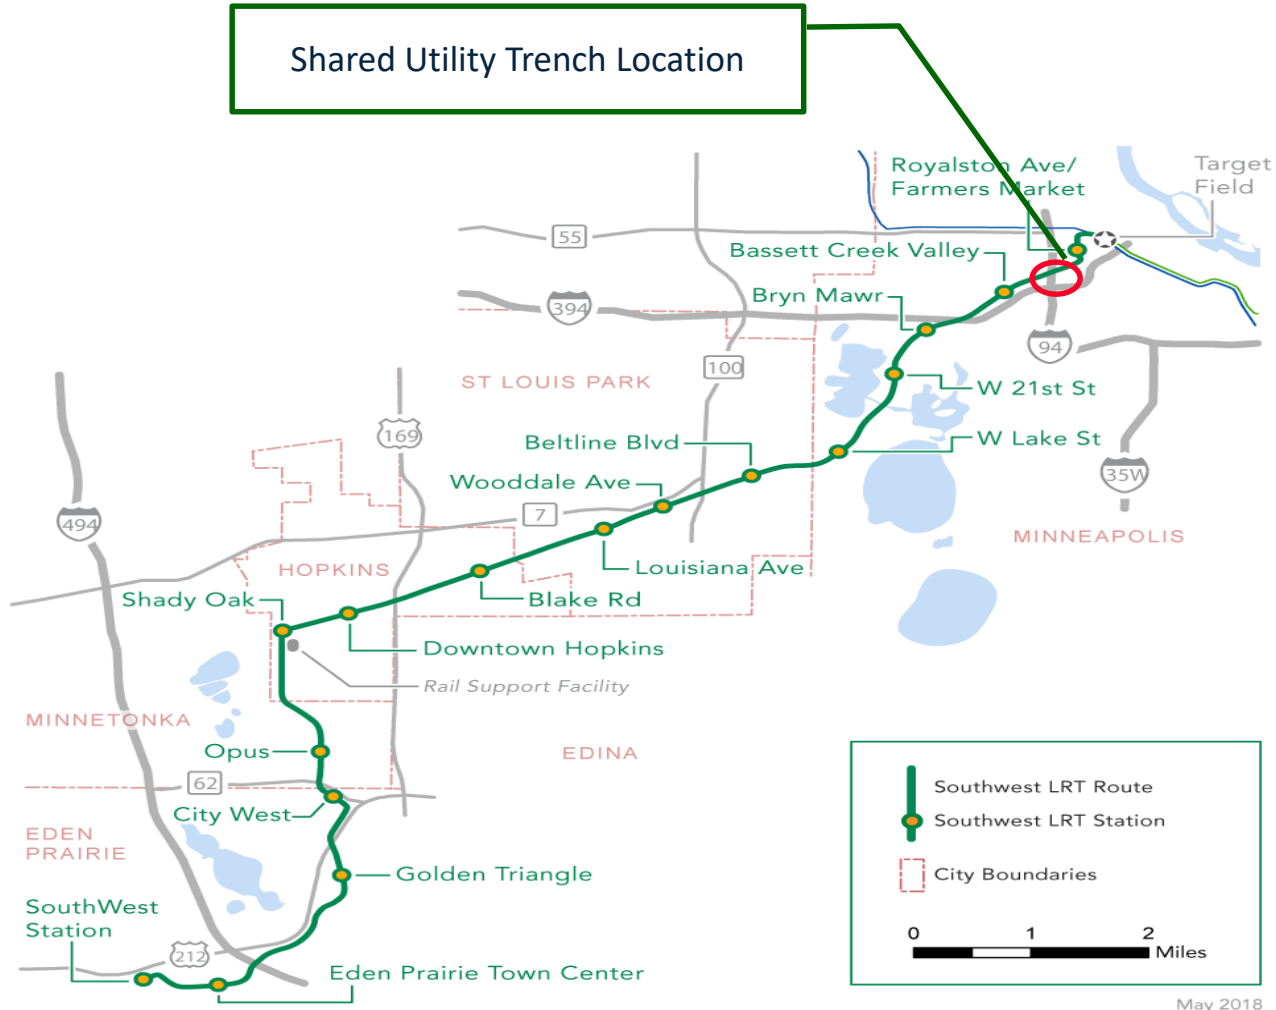 Shared Utility Trench Location
Royalston Ave/
Farmers Market
Target
Field
55
Bassett Creek Valley
Bryn Mawr
394
94
100
ST LOUIS PARK
W 21st St
169
Beltline Blvd
W Lake St
Wooddale Ave
35W
7
494
MINNEAPOLIS
HOPKINS
Louisiana Ave
Shady Oak
Blake Rd
Downtown Hopkins
Rail Support Facility
MINNETONKA
Opus
EDINA
62
City West
EDEN
PRAIRIE
Golden Triangle
SouthWest
Station
212
Eden Prairie Town Center
Southwest LRT Route
Southwest LRT Station
City Boundaries
0 1 2
Miles
May 2018